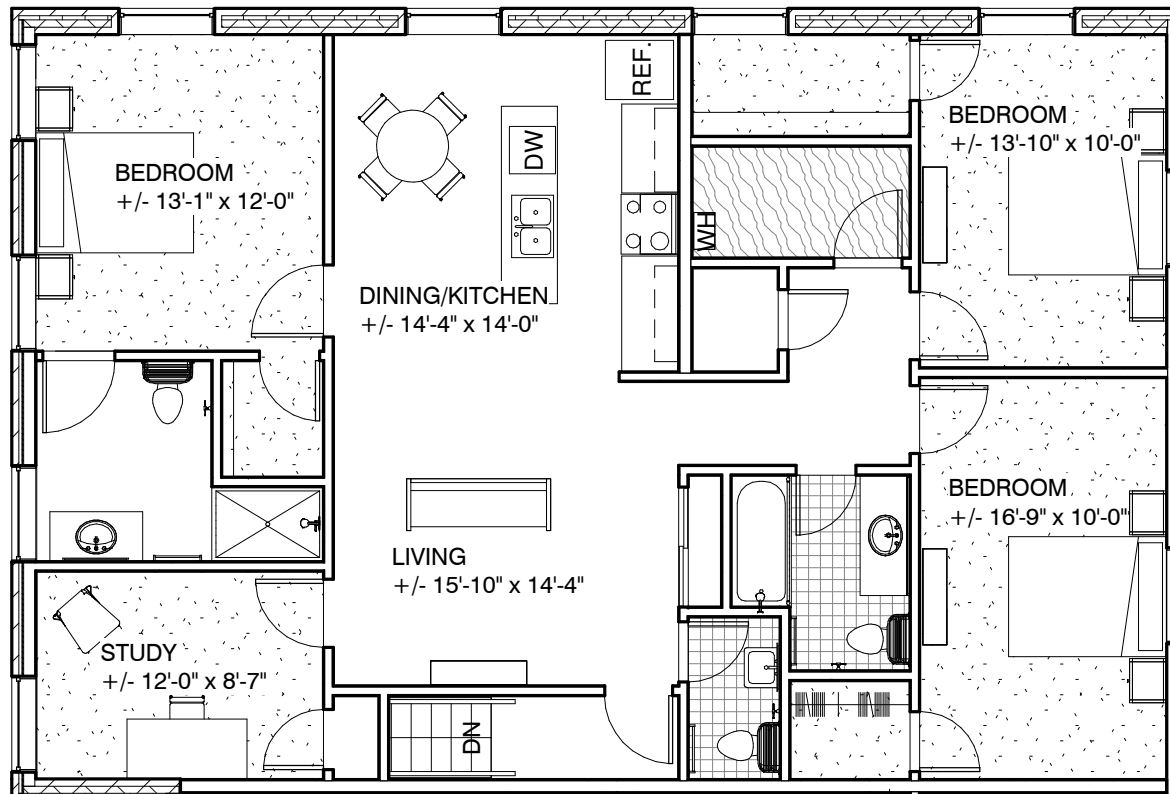 REF.
BEDROOM
+/- 13'-10" x 10'-0"
DW
BEDROOM
+/- 13'-1" x 12'-0"
WH
DINING/KITCHEN
+/- 14'-4" x 14'-0"
BEDROOM
+/- 16'-9" x 10'-0"
LIVING
+/- 15'-10" x 14'-4"
STUDY
+/- 12'-0" x 8'-7"
DN